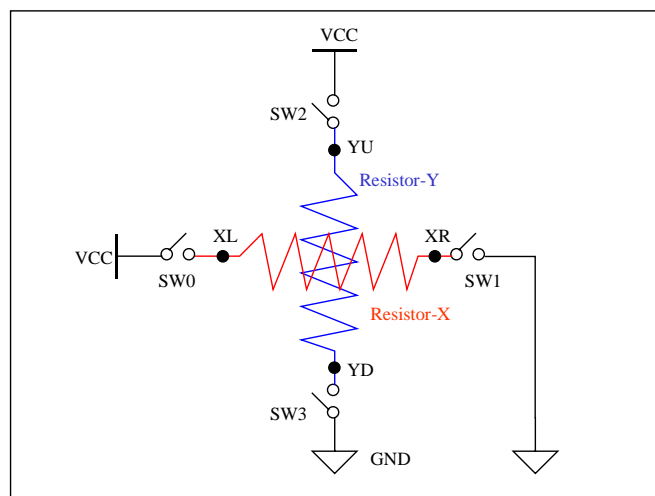 VCC
SW2
YU
Resistor-Y
XL
XR
VCC
SW0
SW1
Resistor-X
YD
SW3
GND